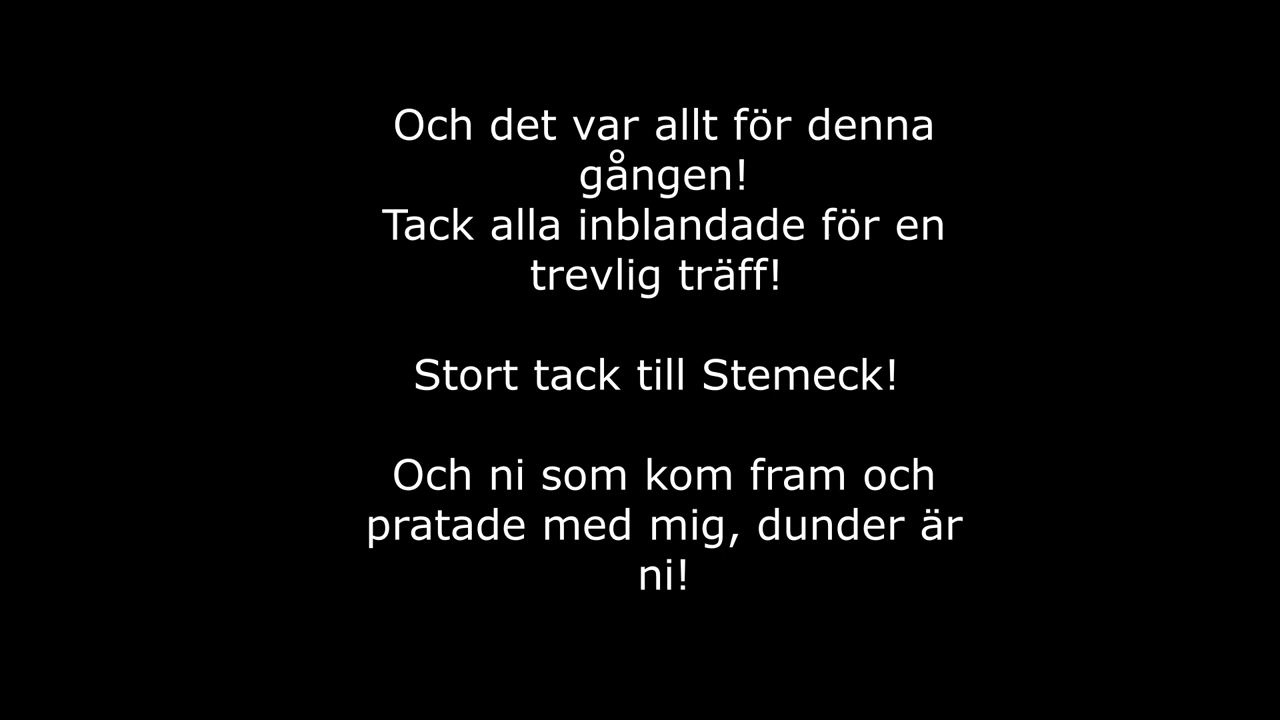 Och det var allt för denna
gången!
Tack alla inblandade för en
trevlig träff!
Stort tack till Stemeck!
Och ni som kom fram och
pratade med mig, dunder är
ni!